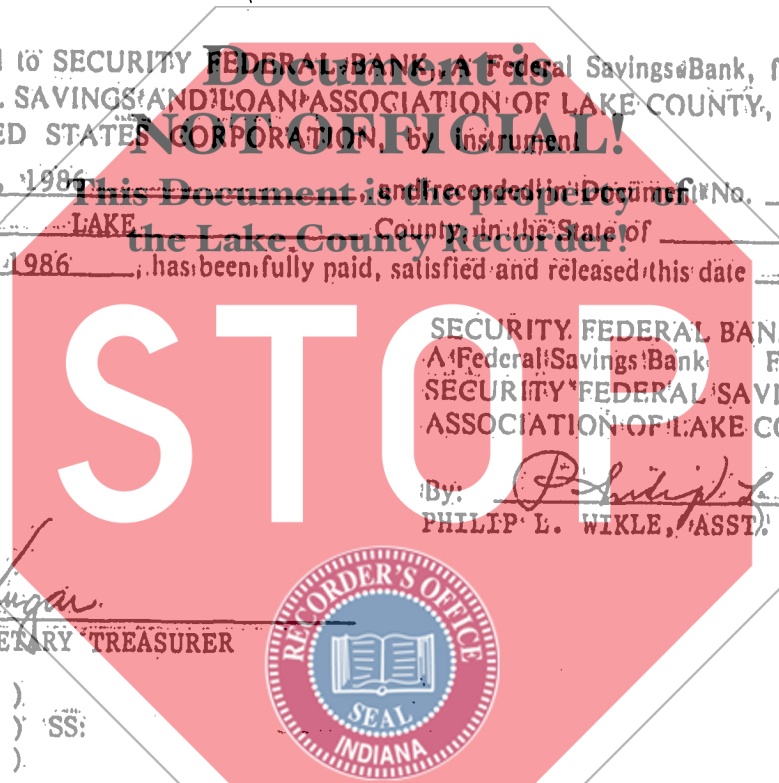 to SECURITY FEDERAL BANK, A Federal Savings Bank, f
SAVINGS AND LOAN ASSOCIATION OF LAKE COUNTY,
ED STATES CORPORATION, by instrument
, 1986 , and recorded in Document No.
LAKE County, in the State of
1986 , has been fully paid, satisfied and released this date
Document is
NOT OFFICIAL!
This Document is the property of
the Lake County Recorder!
STOP
SECURITY FEDERAL BAN
A Federal Savings Bank F
SECURITY FEDERAL SAVI
ASSOCIATION OF LAKE CO
By: Philip L
PHILIP L. WIKLE, ASST.
ETARY TREASURER
)
) SS:
)
RECORDER'S OFFICE
SEAL
INDIANA